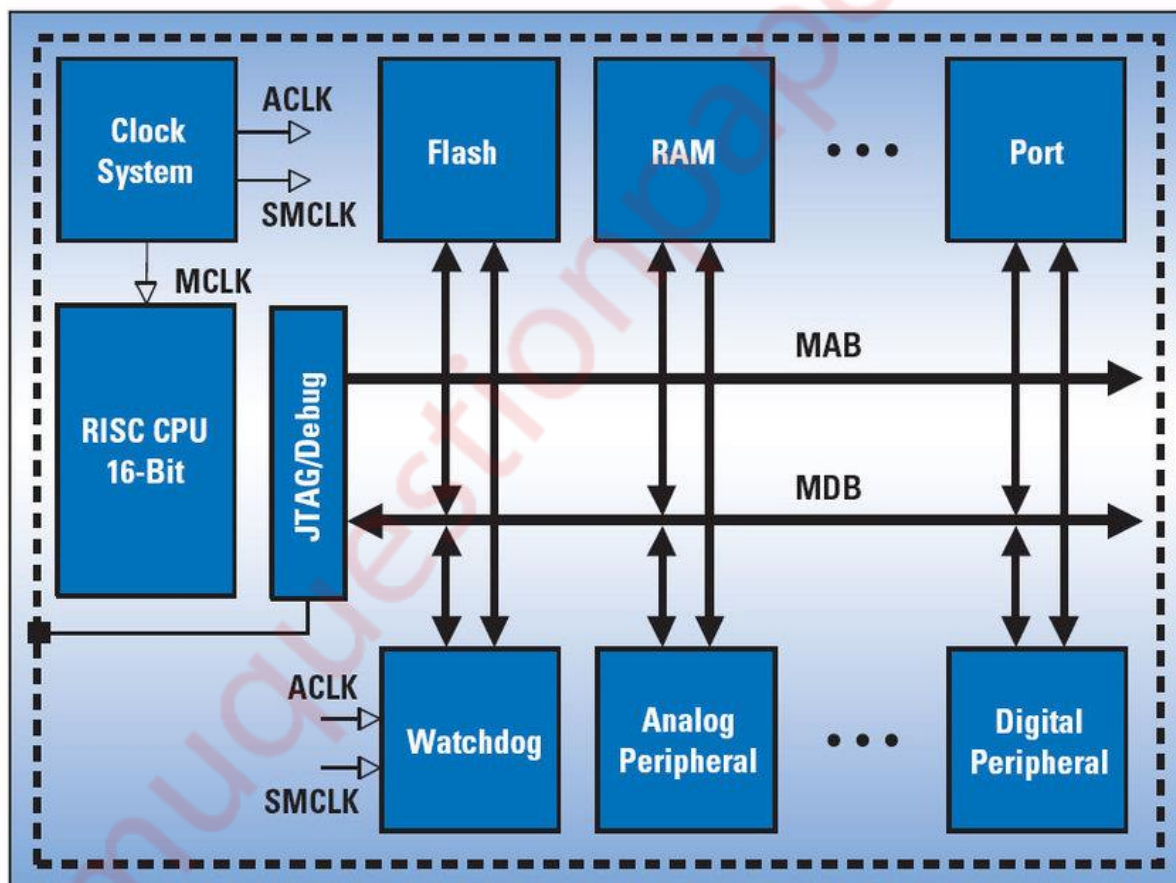 Clock
System
ACLK
SMCLK
Flash
RAM
• • •
Port
MCLK
RISC CPU
16-Bit
JTAG/Debug
MAB
MDB
ACLK
SMCLK
Watchdog
Analog
Peripheral
• • •
Digital
Peripheral
muquestionpap